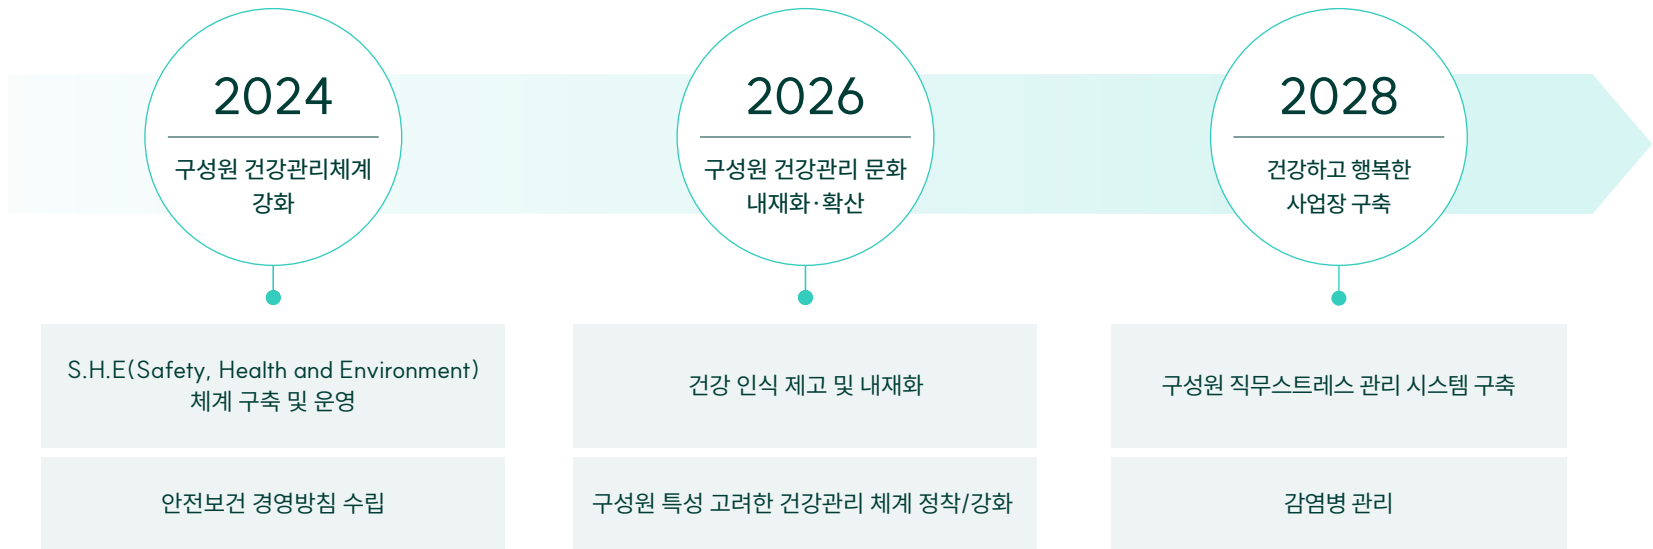 2024
구성원 건강관리체계
강화
2026
구성원 건강관리 문화
내재화·확산
2028
건강하고 행복한
사업장 구축
S.H.E(Safety, Health and Environment)
체계 구축 및 운영
건강 인식 제고 및 내재화
구성원 직무스트레스 관리 시스템 구축
안전보건 경영방침 수립
구성원 특성 고려한 건강관리 체계 정착/강화
감염병 관리